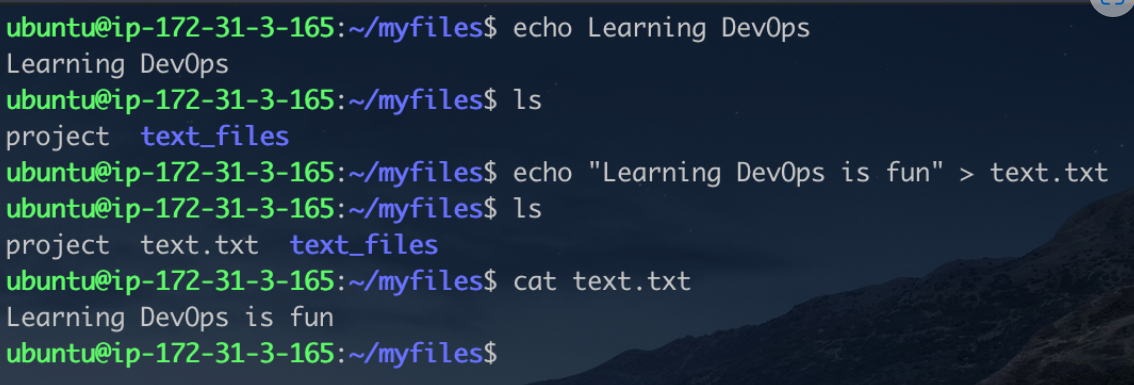 ubuntu@ip-172-31-3-165:~/myfiles$ echo Learning DevOps
Learning DevOps
ubuntu@ip-172-31-3-165:~/myfiles$ ls
project  text_files
ubuntu@ip-172-31-3-165:~/myfiles$ echo "Learning DevOps is fun" > text.txt
ubuntu@ip-172-31-3-165:~/myfiles$ ls
project  text.txt  text_files
ubuntu@ip-172-31-3-165:~/myfiles$ cat text.txt
Learning DevOps is fun
ubuntu@ip-172-31-3-165:~/myfiles$